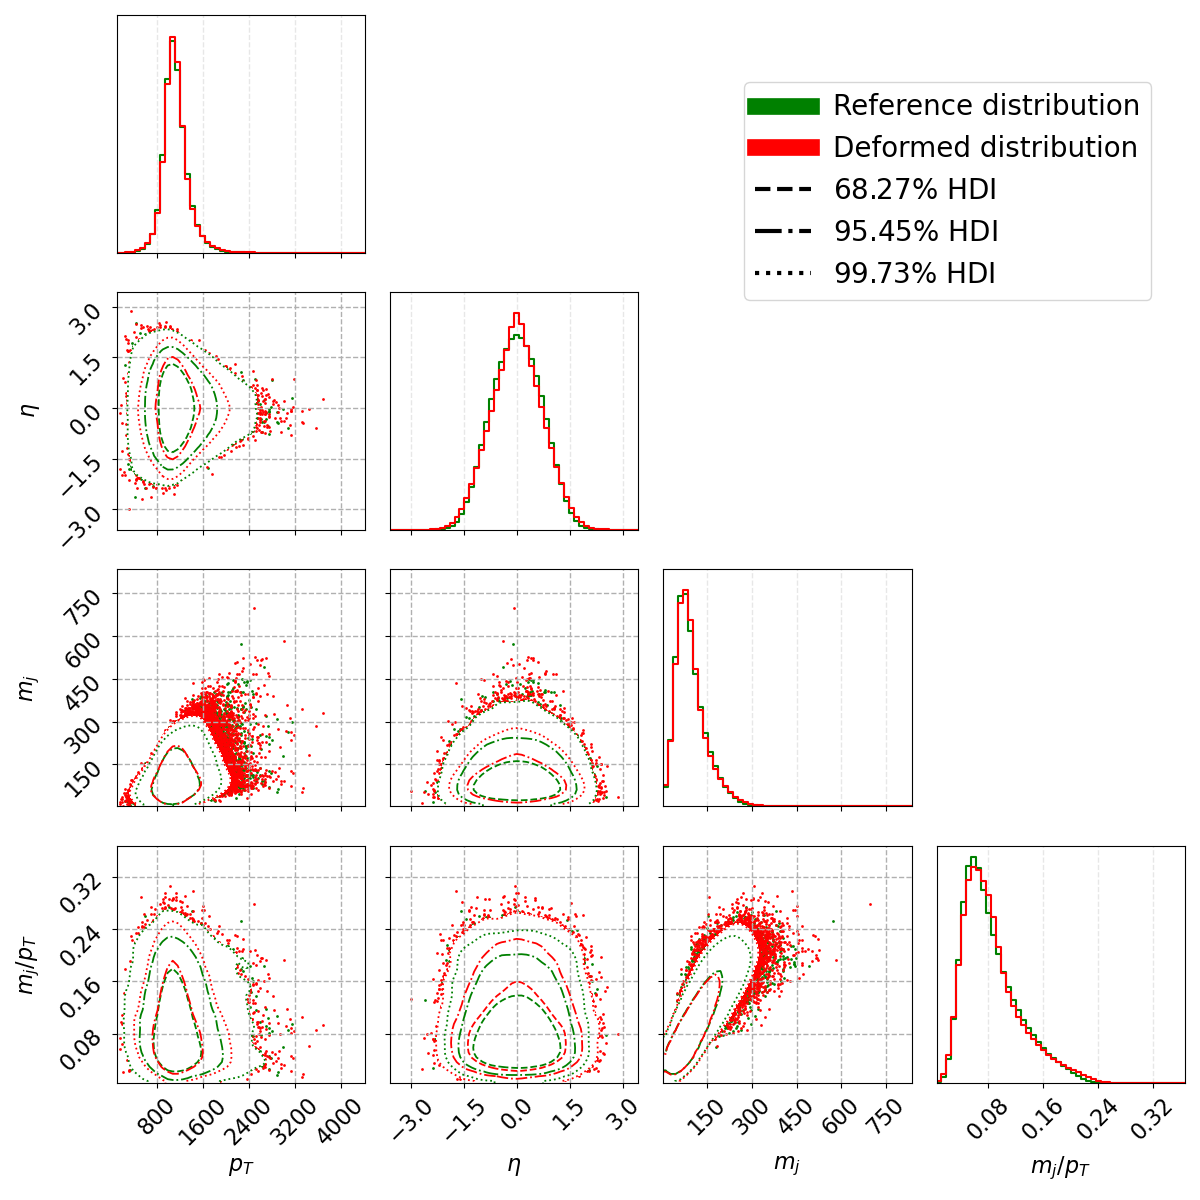 Reference distribution
Deformed distribution
68.27% HDI
95.45% HDI
99.73% HDI
3.0
1.5
0.0
−1.5
−3.0
η
750
600
450
300
150
m_j
0.32
0.24
0.16
0.08
m_j/p_T
800 1600 2400 3200 4000
−3.0 −1.5 0.0 1.5 3.0
150 300 450 600 750
0.08 0.16 0.24 0.32
p_T η m_j m_j/p_T